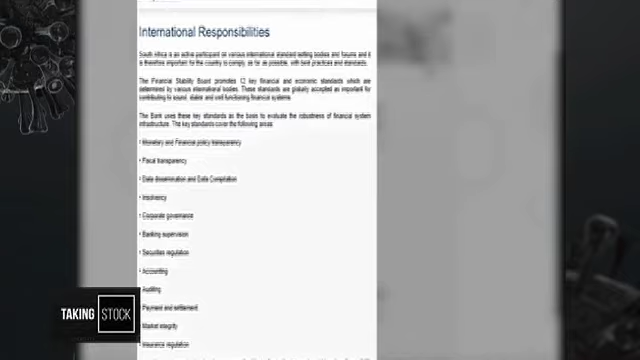 International Responsibilities
South Africa is an active participant on various international standard setting bodies and forums and it
is therefore important for the country to comply, as far as possible, with best practices and standards.
The Financial Stability Board promotes 12 key financial and economic standards which are
determined by various international bodies. These standards are globally accepted as important for
contributing to sound, stable and well functioning financial systems.
The Bank uses these key standards as the basis to evaluate the robustness of financial system
infrastructure. The key standards cover the following areas:
• Monetary and Financial policy transparency
• Fiscal transparency
• Data dissemination and Data Compilation
• Insolvency
• Corporate governance
• Banking supervision
• Securities regulation
• Accounting
• Auditing
• Payment and settlement
• Market integrity
• Insurance regulation
TAKING STOCK